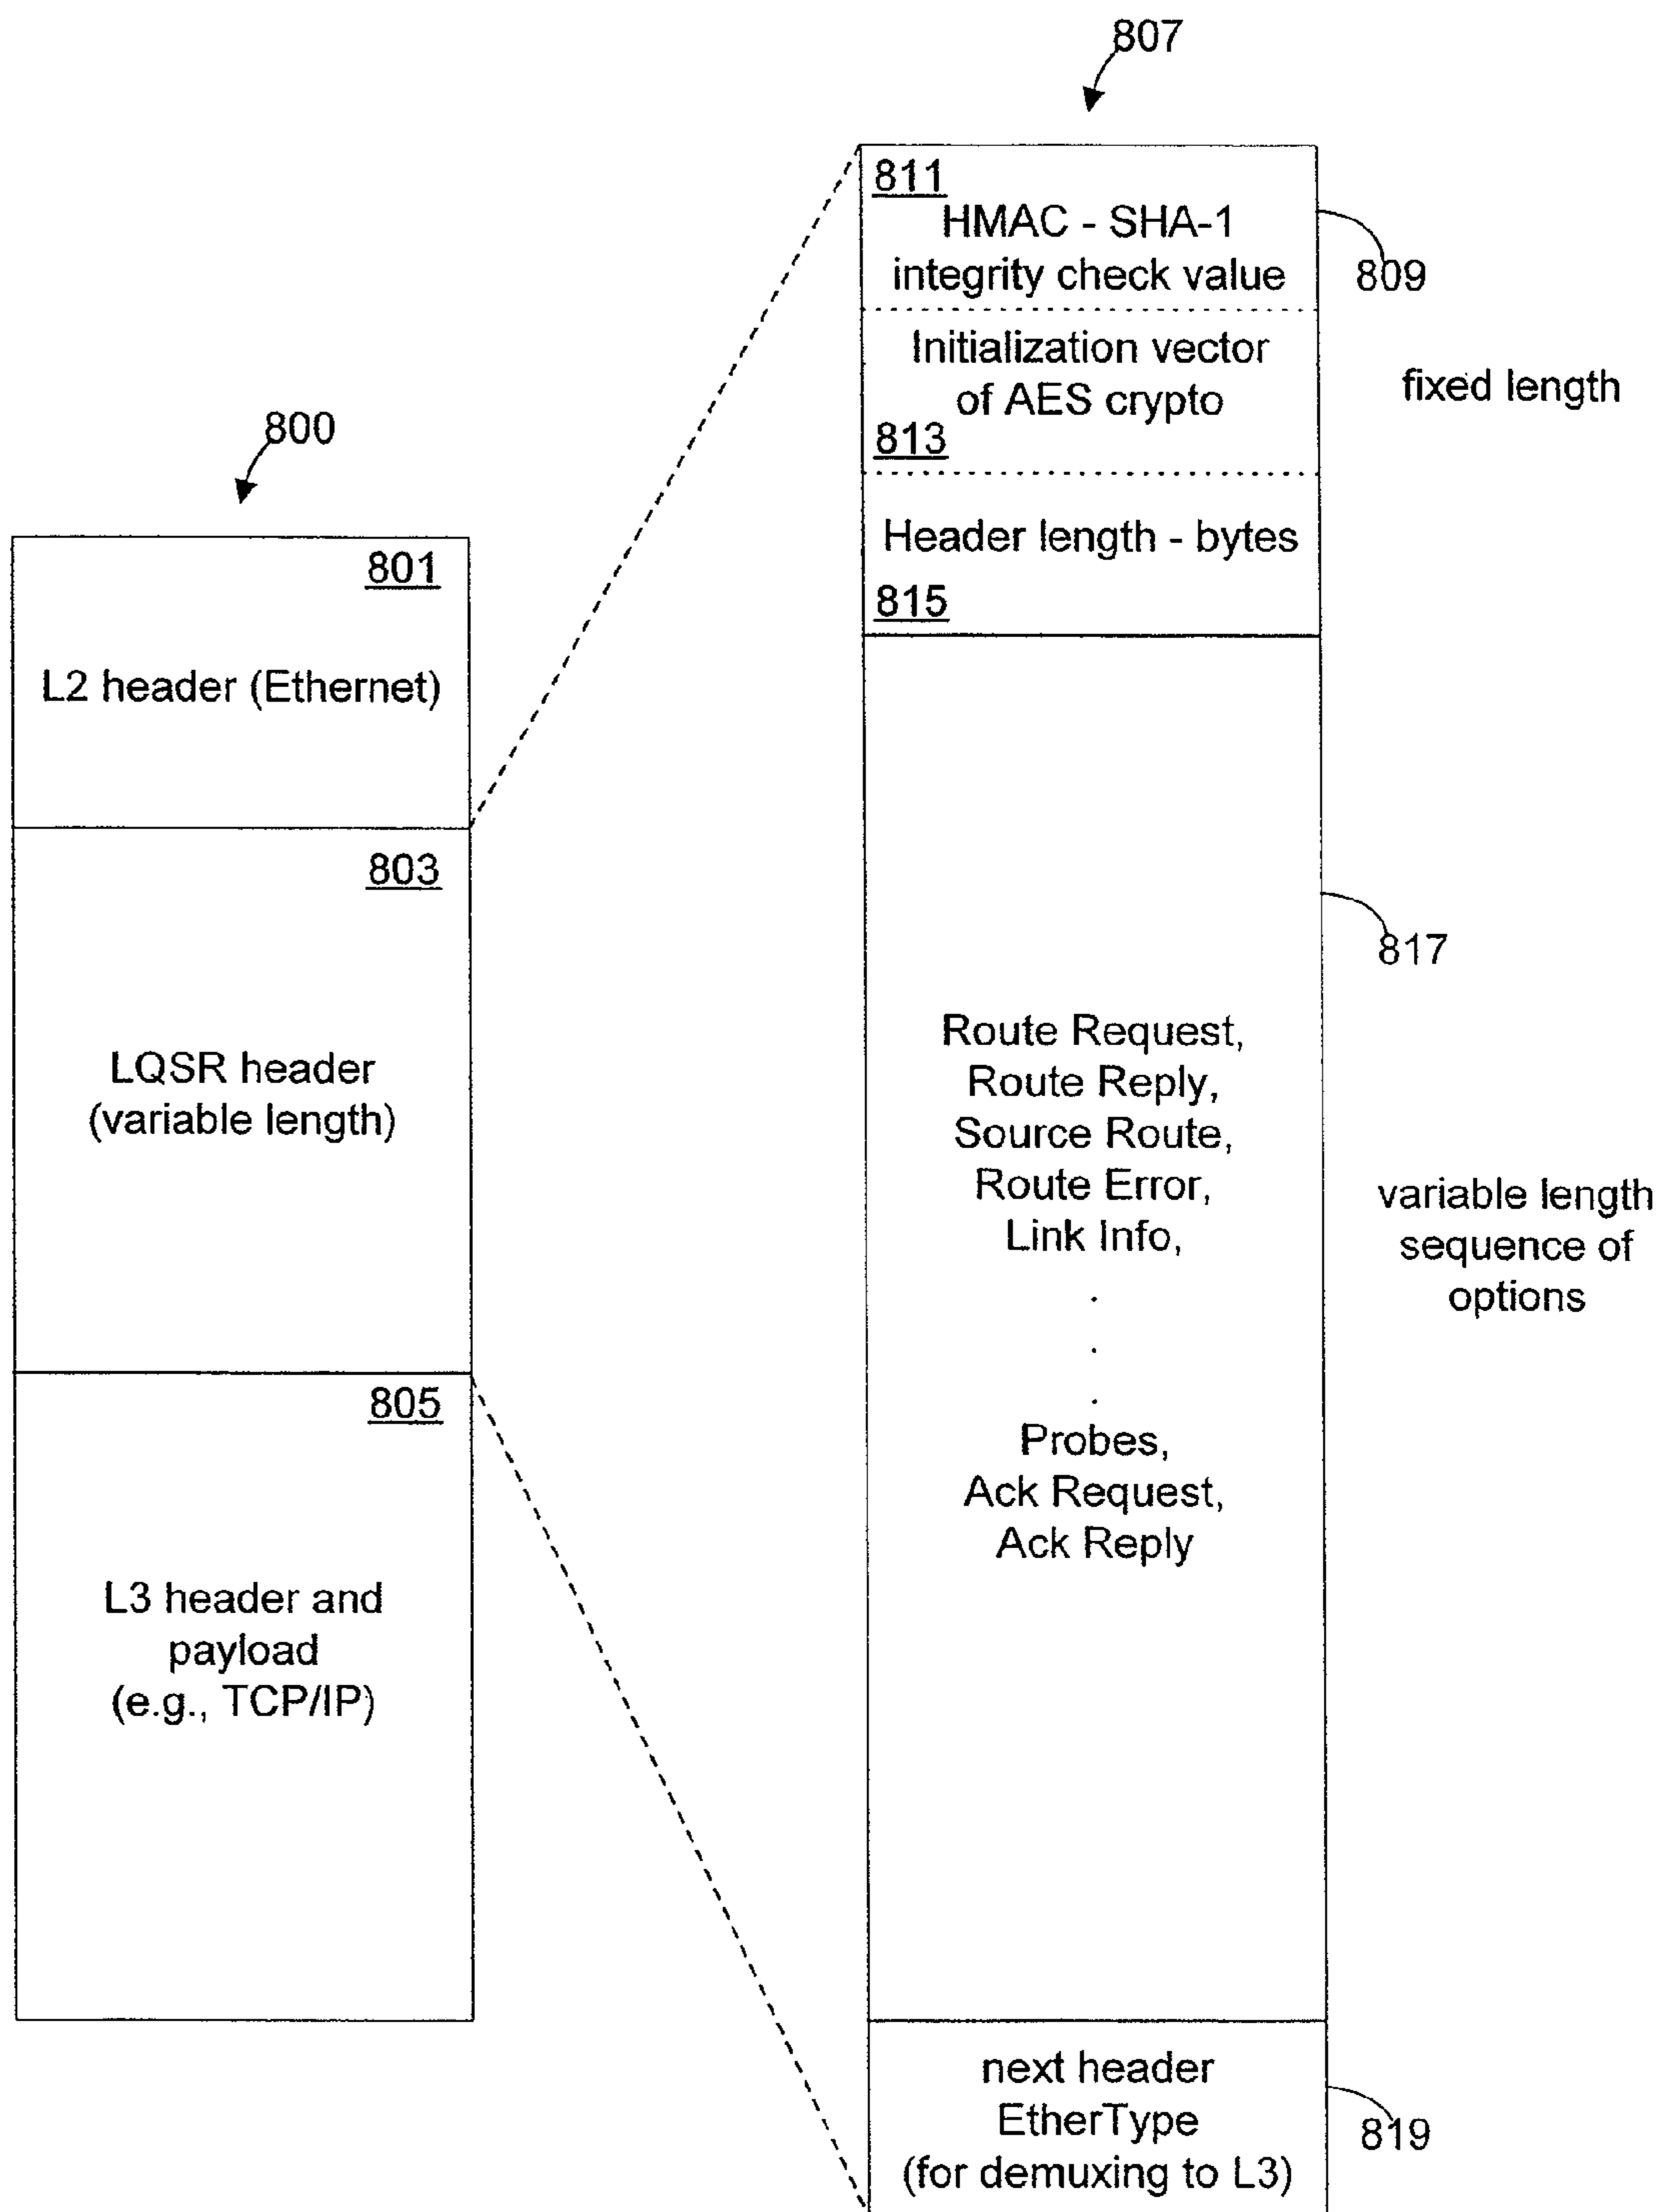 807
811
HMAC - SHA-1
integrity check value
809
Initialization vector
of AES crypto
813
fixed length
Header length - bytes
815
800
801
L2 header (Ethernet)
803
LQSR header
(variable length)
805
L3 header and
payload
(e.g., TCP/IP)
817
Route Request,
Route Reply,
Source Route,
Route Error,
Link Info,
.
.
.
Probes,
Ack Request,
Ack Reply
variable length
sequence of
options
next header
EtherType
(for demuxing to L3)
819